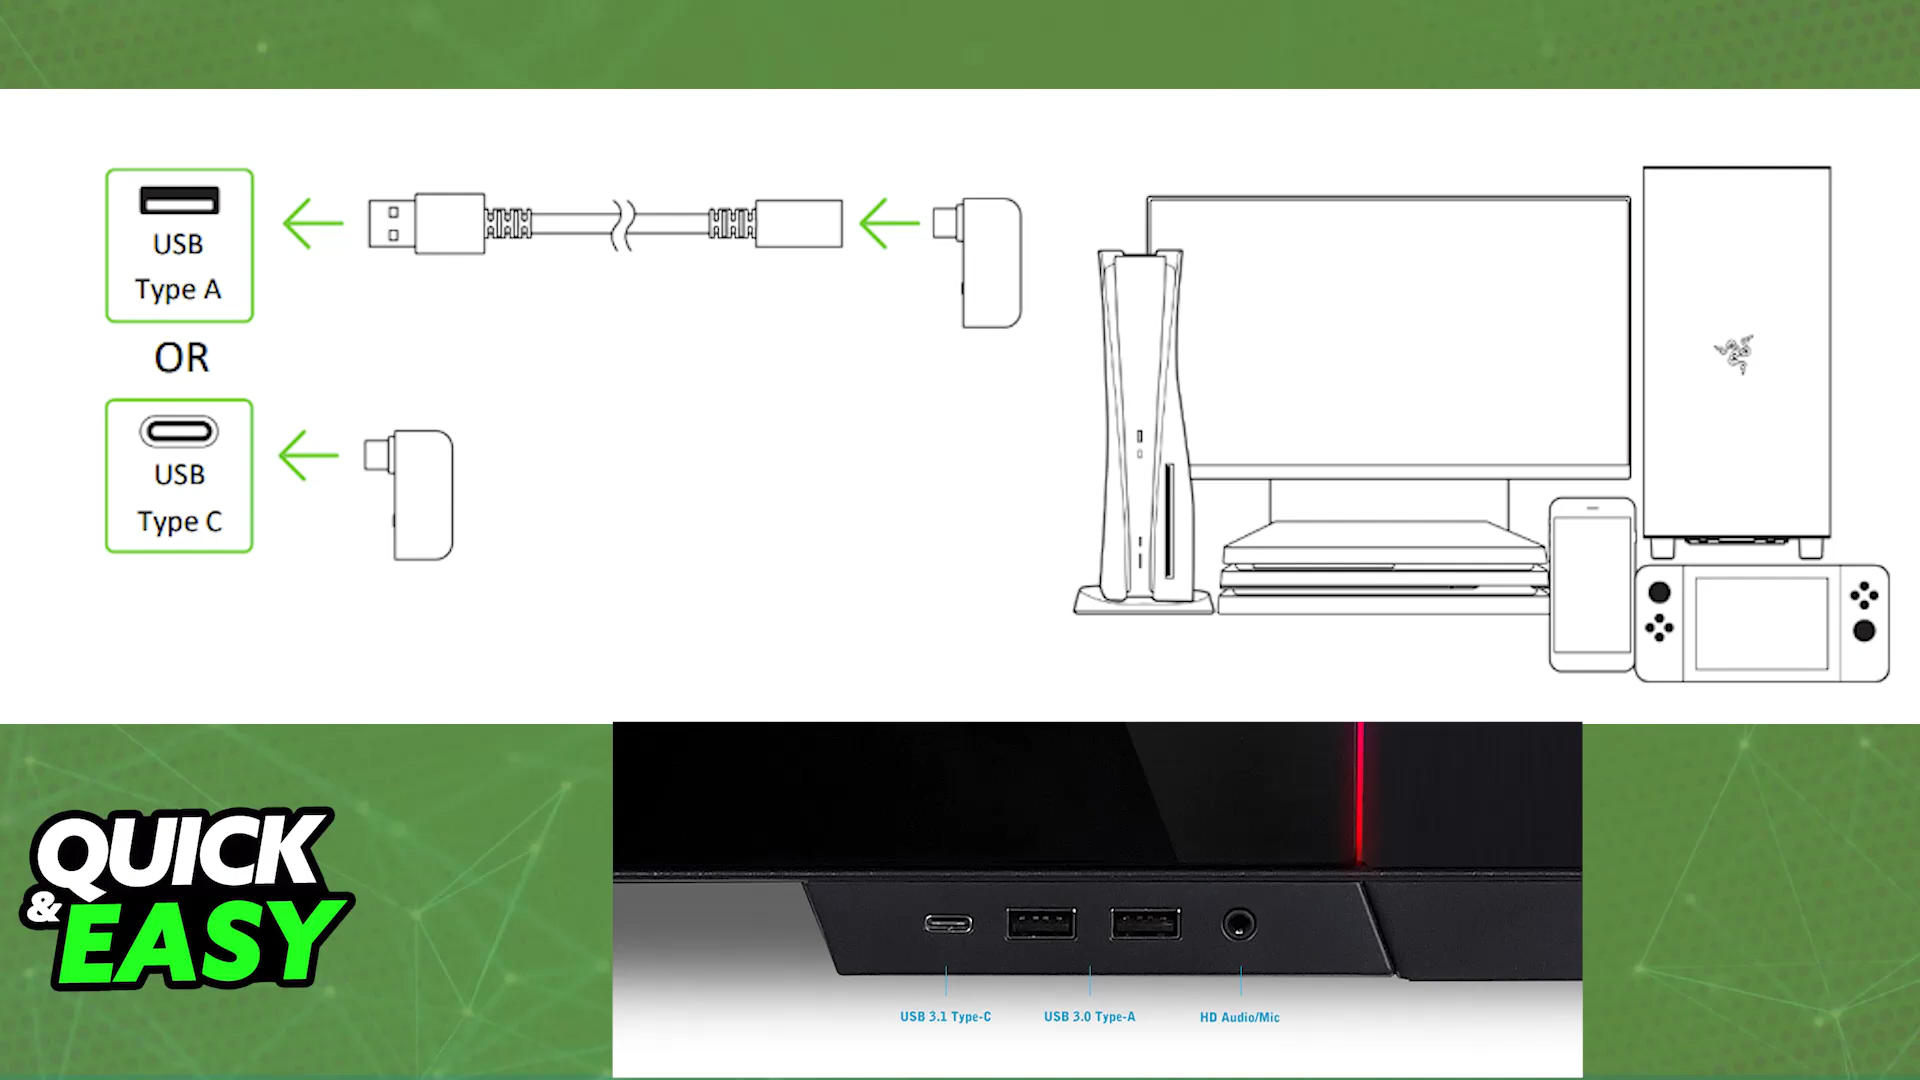 USB
Type A
OR
USB
Type C
QUICK
& EASY
USB 3.1 Type-C
USB 3.0 Type-A
HD Audio/Mic